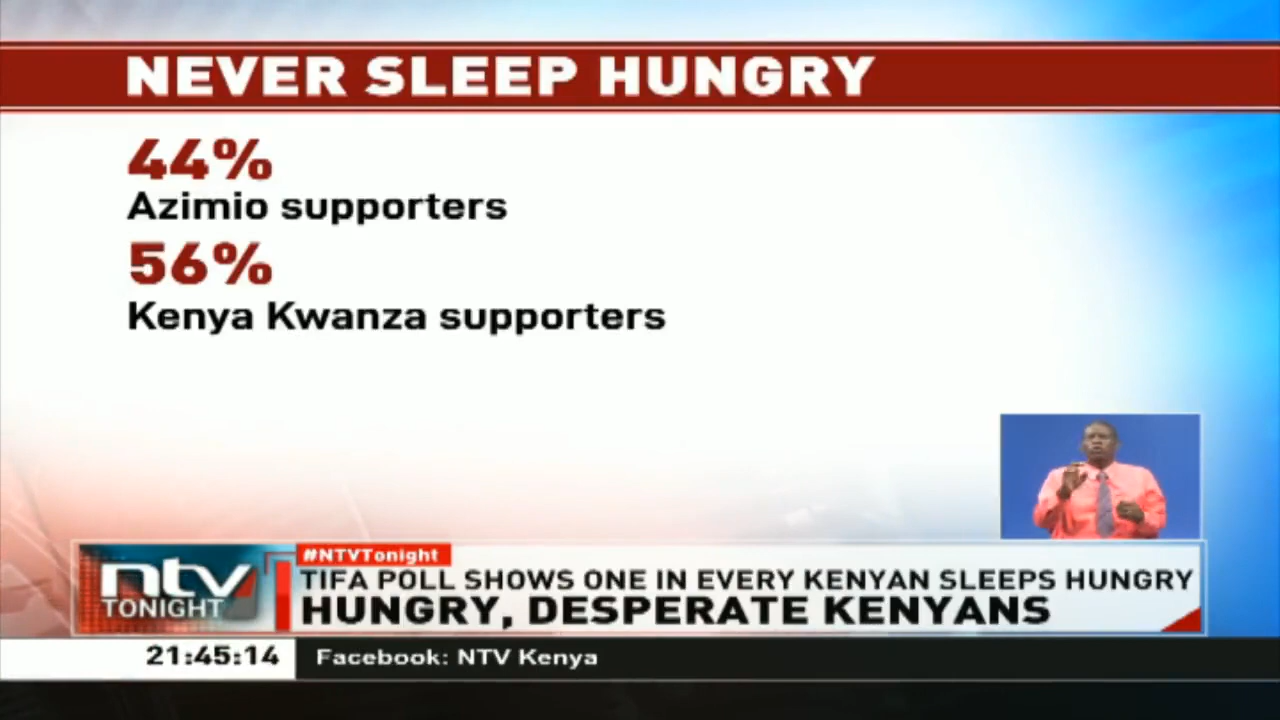 NEVER SLEEP HUNGRY
44%
Azimio supporters
56%
Kenya Kwanza supporters
#NTVTonight
ntv
TONIGHT
TIFA POLL SHOWS ONE IN EVERY KENYAN SLEEPS HUNGRY
HUNGRY, DESPERATE KENYANS
21:45:14
Facebook: NTV Kenya